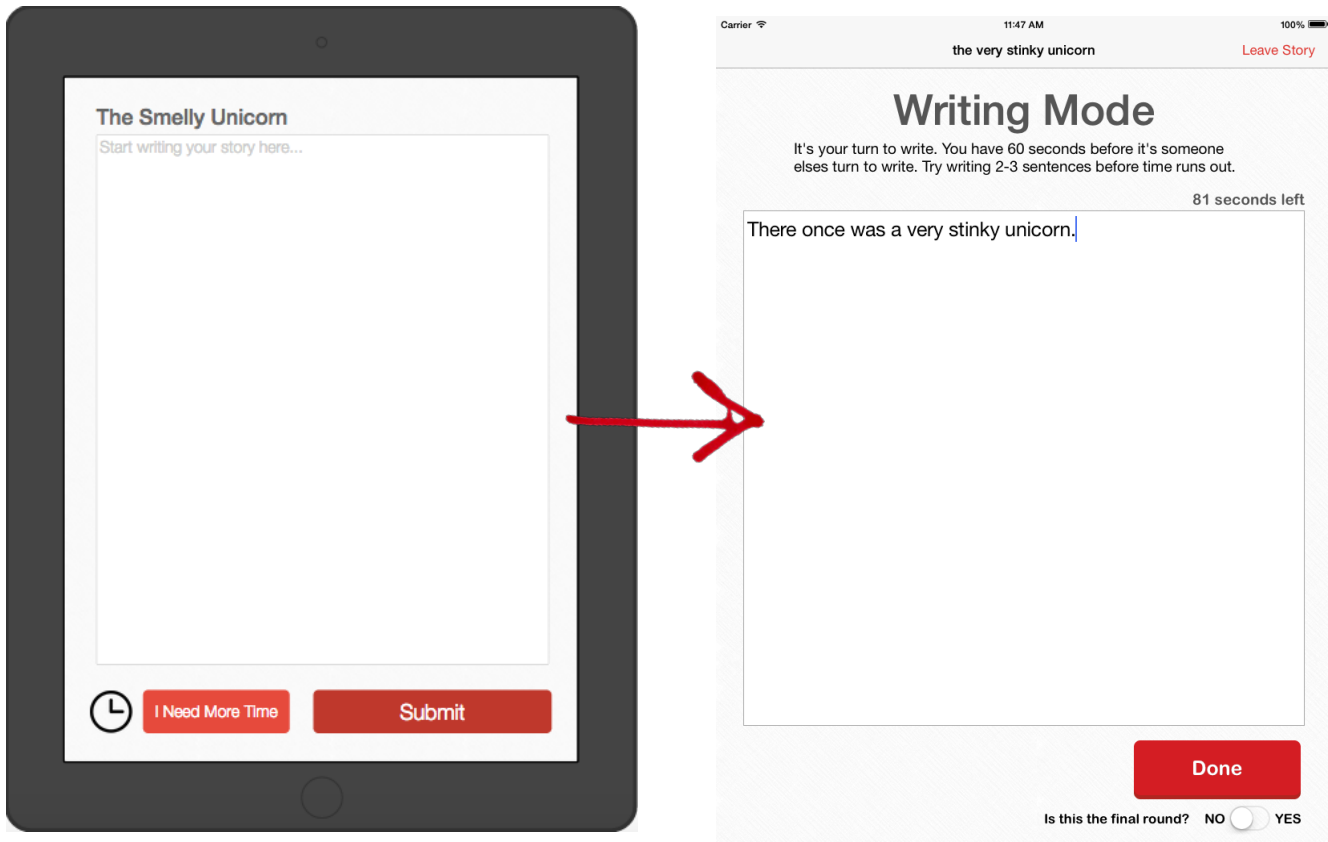 The Smelly Unicorn
Start writing your story here...
I Need More Time
Submit
Carrier
11:47 AM
100%
the very stinky unicorn
Leave Story
Writing Mode
It's your turn to write. You have 60 seconds before it's someone
elses turn to write. Try writing 2-3 sentences before time runs out.
81 seconds left
There once was a very stinky unicorn.
Done
Is this the final round? NO YES